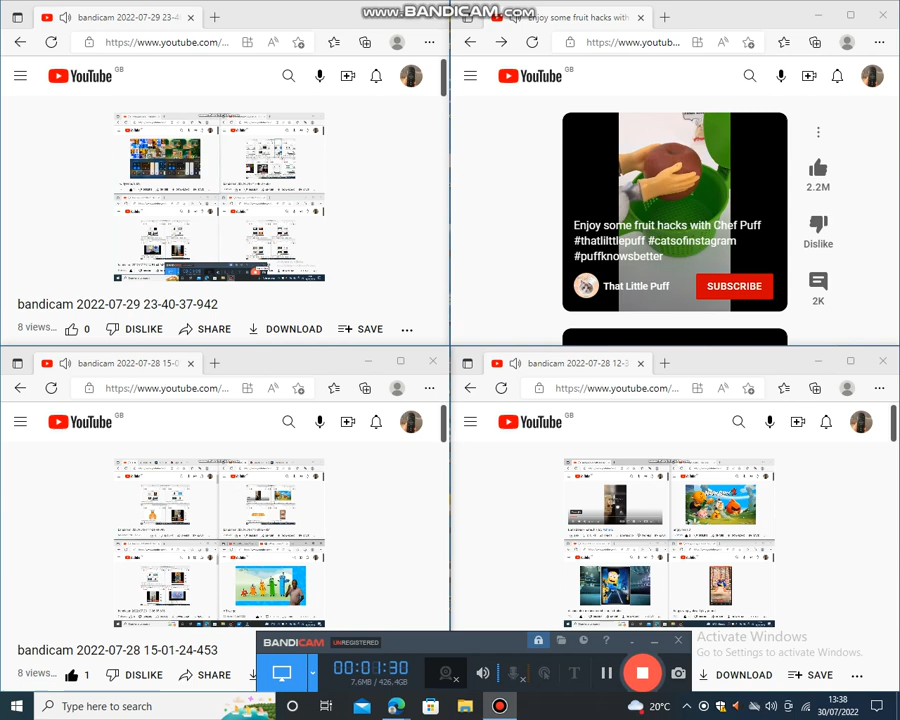 www.BANDICAM.com
bandicam 2022-07-29 23-4
https://www.youtube.com/...
YouTube GB
bandicam 2022-07-29 23-40-37-942
8 views...
0
DISLIKE
SHARE
DOWNLOAD
SAVE
enjoy some fruit hacks with
https://www.youtub...
YouTube GB
Enjoy some fruit hacks with Chef Puff
#thatlilttlepuff #catsofinstagram
#puffknowsbetter
That Little Puff
SUBSCRIBE
2.2M
Dislike
2K
bandicam 2022-07-28 15-0
https://www.youtube.com/...
YouTube GB
bandicam 2022-07-28 15-01-24-453
8 views...
1
DISLIKE
SHARE
bandicam 2022-07-28 12-3
https://www.youtube.com/...
YouTube GB
DOWNLOAD
SAVE
Activate Windows
Go to Settings to activate Windows.
BANDICAM UNREGISTERED
00:01:30
7.6MB / 426.4GB
Type here to search
20°C
13:38
30/07/2022